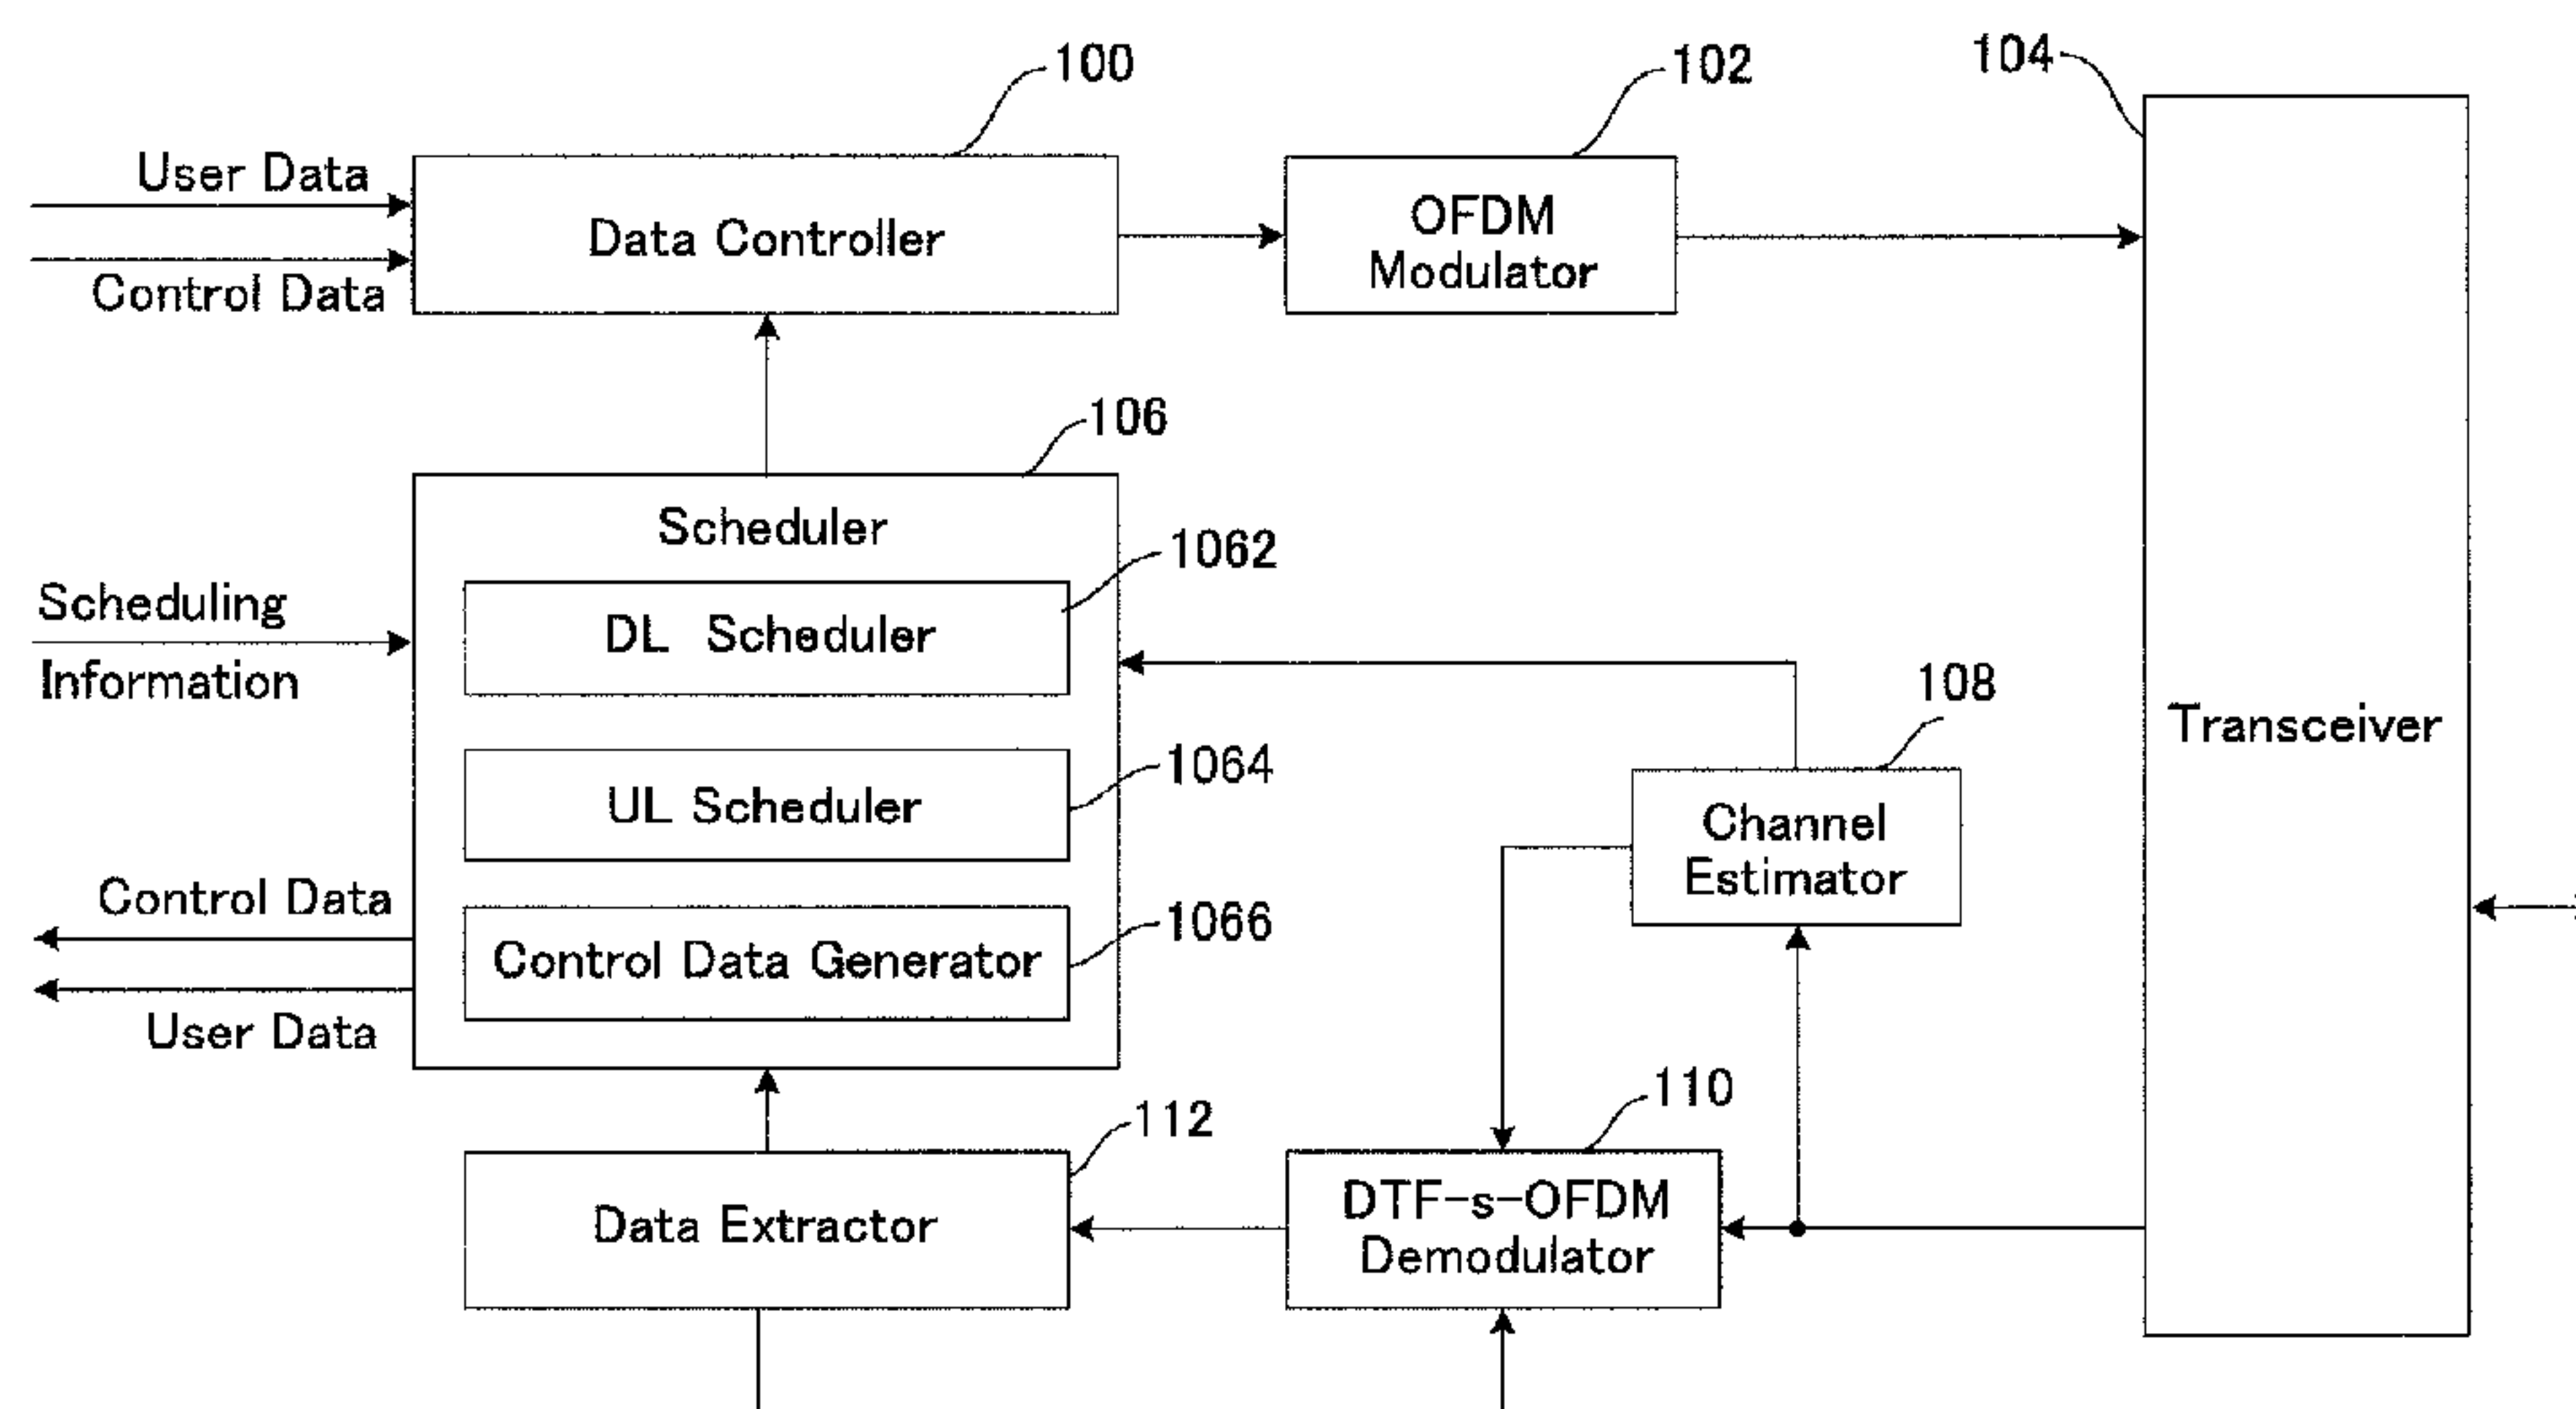 100
102
104
User Data
Control Data
Data Controller
OFDM
Modulator
106
Scheduler
1062
DL Scheduler
Scheduling
Information
108
Transceiver
1064
UL Scheduler
Channel
Estimator
Control Data
User Data
1066
Control Data Generator
110
112
Data Extractor
DTF-s-OFDM
Demodulator